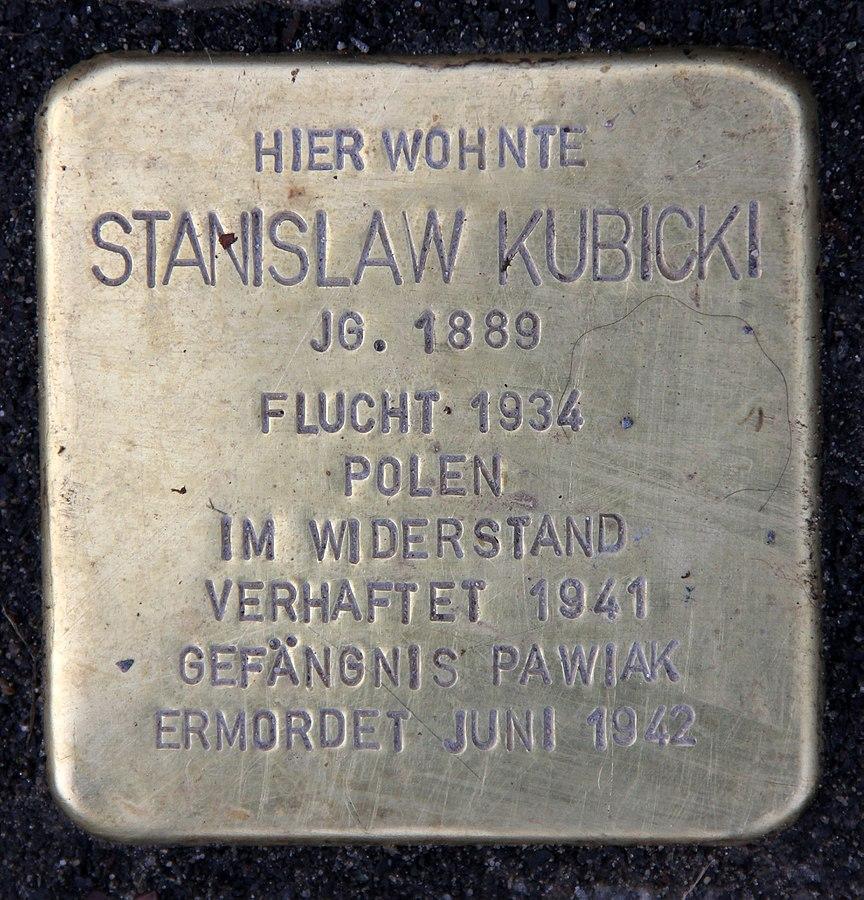 HIER WOHNTE
STANISLAW KUBICKI
JG. 1889
FLUCHT 1934
POLEN
IM WIDERSTAND
VERHAFTET 1941
GEFÄNGNIS PAWIAK
ERMORDET JUNI 1942